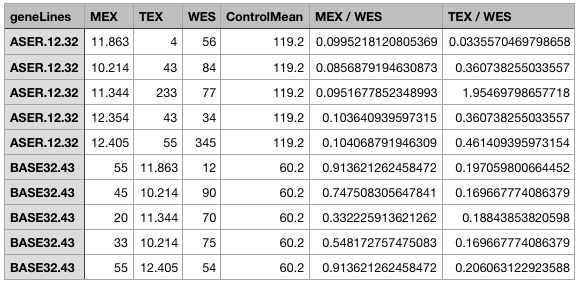 geneLines MEX TEX WES ControlMean MEX / WES TEX / WES
ASER.12.32 11.863 4 56 119.2 0.0995218120805369 0.0335570469798658
ASER.12.32 10.214 43 84 119.2 0.0856879194630873 0.360738255033557
ASER.12.32 11.344 233 77 119.2 0.0951677852348993 1.95469798657718
ASER.12.32 12.354 43 34 119.2 0.103640939597315 0.360738255033557
ASER.12.32 12.405 55 345 119.2 0.104068791946309 0.461409395973154
BASE32.43 55 11.863 12 60.2 0.913621262458472 0.197059800664452
BASE32.43 45 10.214 90 60.2 0.747508305647841 0.169667774086379
BASE32.43 20 11.344 70 60.2 0.332225913621262 0.18843853820598
BASE32.43 33 10.214 75 60.2 0.548172757475083 0.169667774086379
BASE32.43 55 12.405 54 60.2 0.913621262458472 0.206063122923588